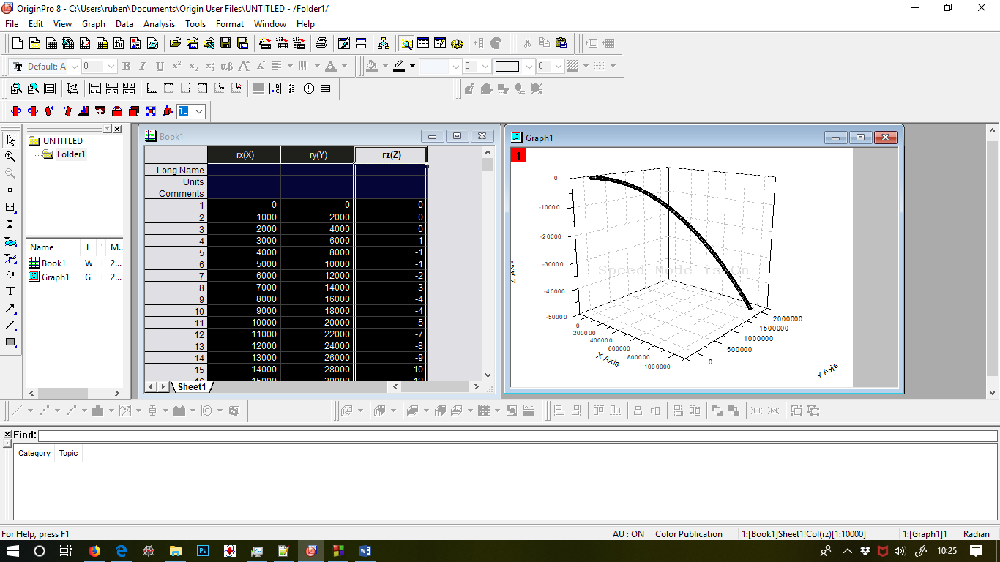 OriginPro 8 - C:\Users\ruben\Documents\Origin User Files\UNTITLED - /Folder1/
File Edit View Graph Data Analysis Tools Format Window Help
Default: A 0 B I U x² x₂ x₁² αβ A A A 0 0
10
UNTITLED
Folder1
Name T M...
Book1 W 2...
Graph1 G. 2...
T
Book1
rx(X) ry(Y) rz(Z)
Long Name
Units
Comments
1 0 0 0
2 1000 2000 0
3 2000 4000 0
4 3000 6000 -1
5 4000 8000 -1
6 5000 10000 -1
7 6000 12000 -2
8 7000 14000 -3
9 8000 16000 -4
10 9000 18000 -4
11 10000 20000 -5
12 11000 22000 -7
13 12000 24000 -8
14 13000 26000 -9
15 14000 28000 -10
Sheet1
Graph1
1
0
-10000
-20000
-30000
-40000
-50000
Z Axis
Speed Mode is On
0
200000
400000
600000
800000
1000000
X Axis
0
500000
1000000
1500000
2000000
Y Axis
Find:
Category Topic
For Help, press F1 AU : ON Color Publication 1:[Book1]Sheet1!Col(rz)[1:10000] 1:[Graph1]1 Radian
10:25